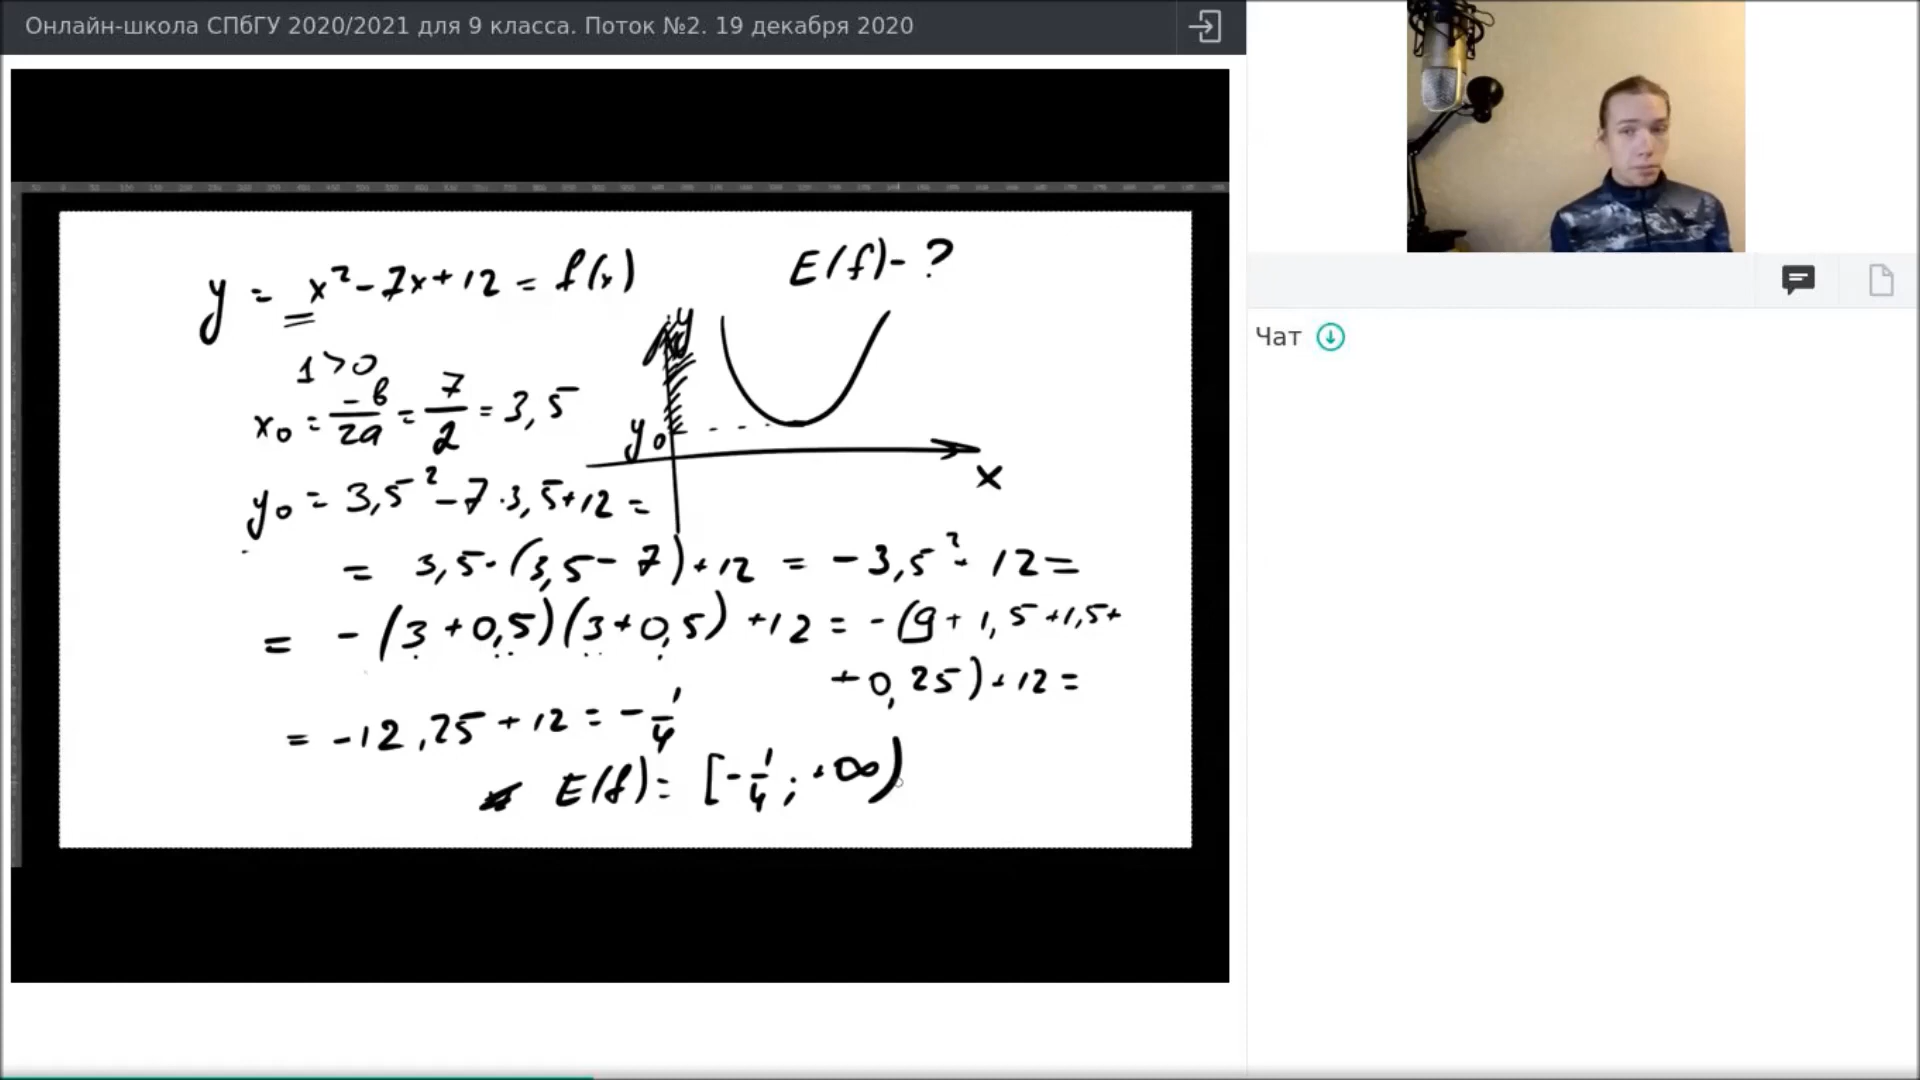 Онлайн-школа СПбГУ 2020/2021 для 9 класса. Поток №2. 19 декабря 2020
y = x² - 7x + 12 = f(x)
E(f) - ?
1 > 0
y
x₀ = -b/2a = 7/2 = 3,5
y₀
x
y₀ = 3,5² - 7·3,5 + 12 =
= 3,5·(3,5 - 7) + 12 = -3,5² + 12 =
= -(3 + 0,5)(3 + 0,5) + 12 = -(9 + 1,5 + 1,5 +
+ 0,25) + 12 =
= -12,25 + 12 = -1/4
E(f) = [-1/4; +∞)
Чат